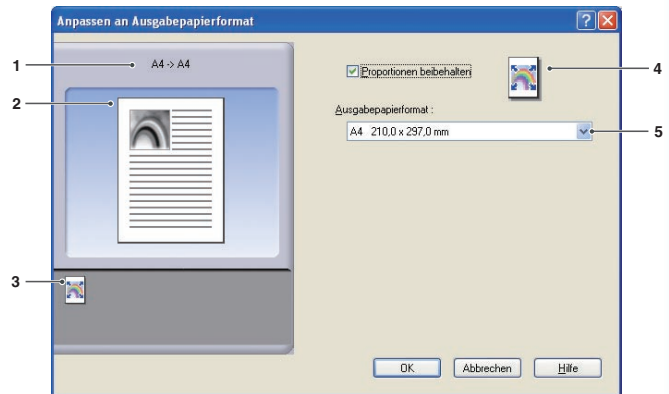 Anpassen an Ausgabepapierformat
1
A4 -> A4
Proportionen beibehalten
4
2
Ausgabepapierformat :
A4 210,0 x 297,0 mm
5
3
OK
Abbrechen
Hilfe